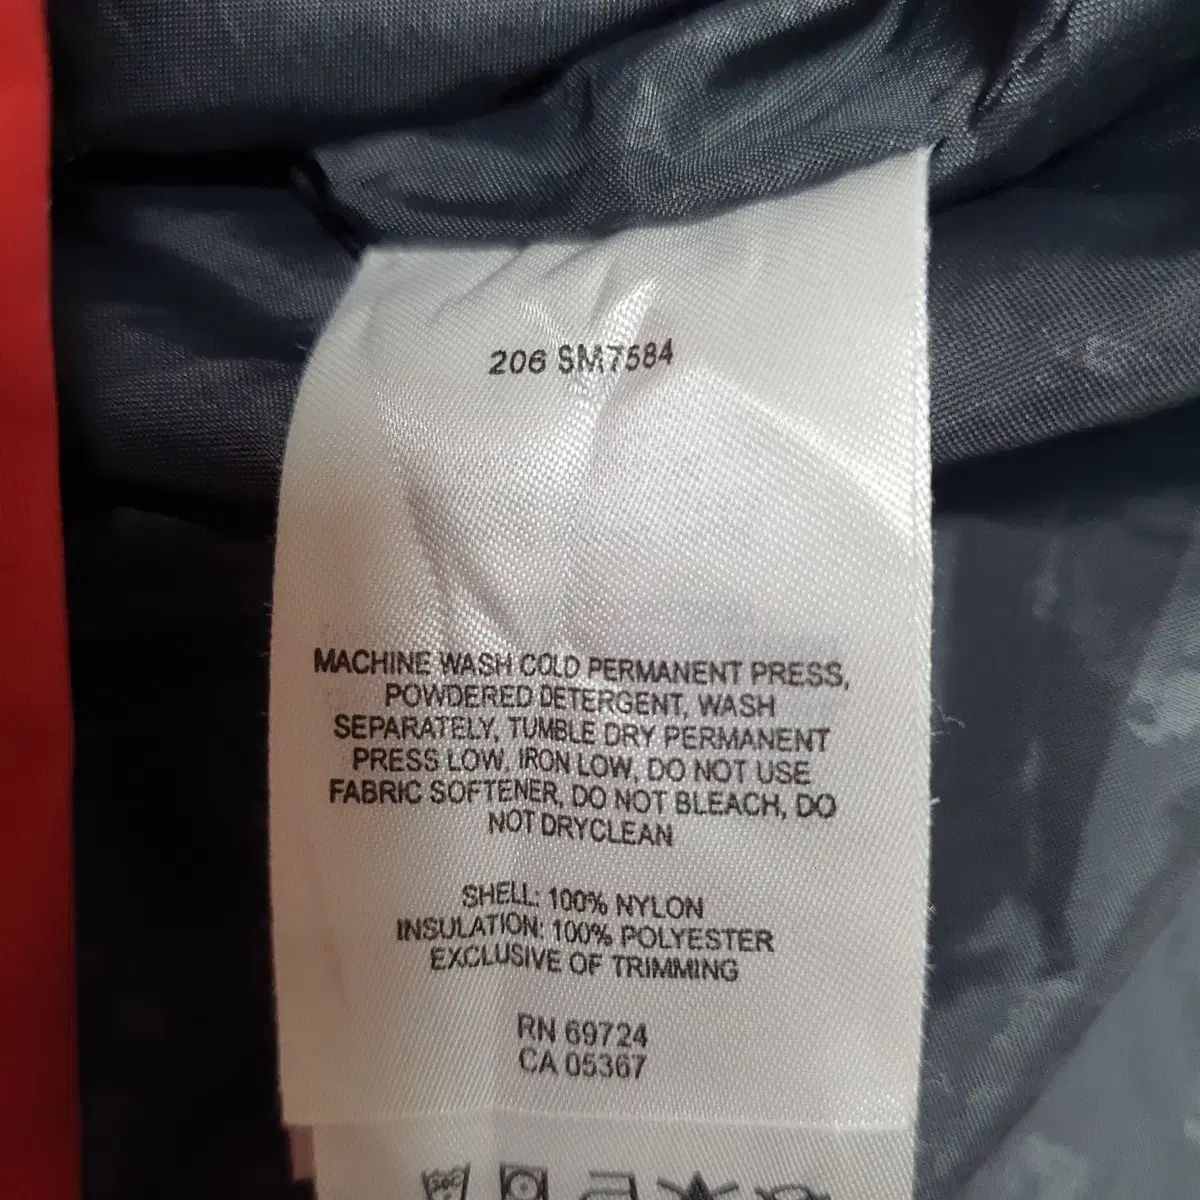 206 SM7584
MACHINE WASH COLD PERMANENT PRESS,
POWDERED DETERGENT, WASH
SEPARATELY, TUMBLE DRY PERMANENT
PRESS LOW, IRON LOW, DO NOT USE
FABRIC SOFTENER, DO NOT BLEACH, DO
NOT DRYCLEAN
SHELL: 100% NYLON
INSULATION: 100% POLYESTER
EXCLUSIVE OF TRIMMING
RN 69724
CA 05367